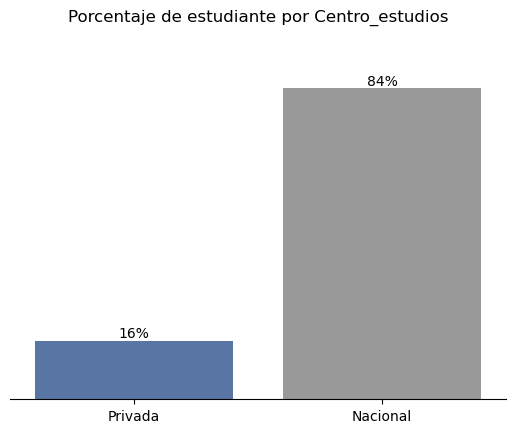 Porcentaje de estudiante por Centro_estudios
84%
16%
Privada
Nacional